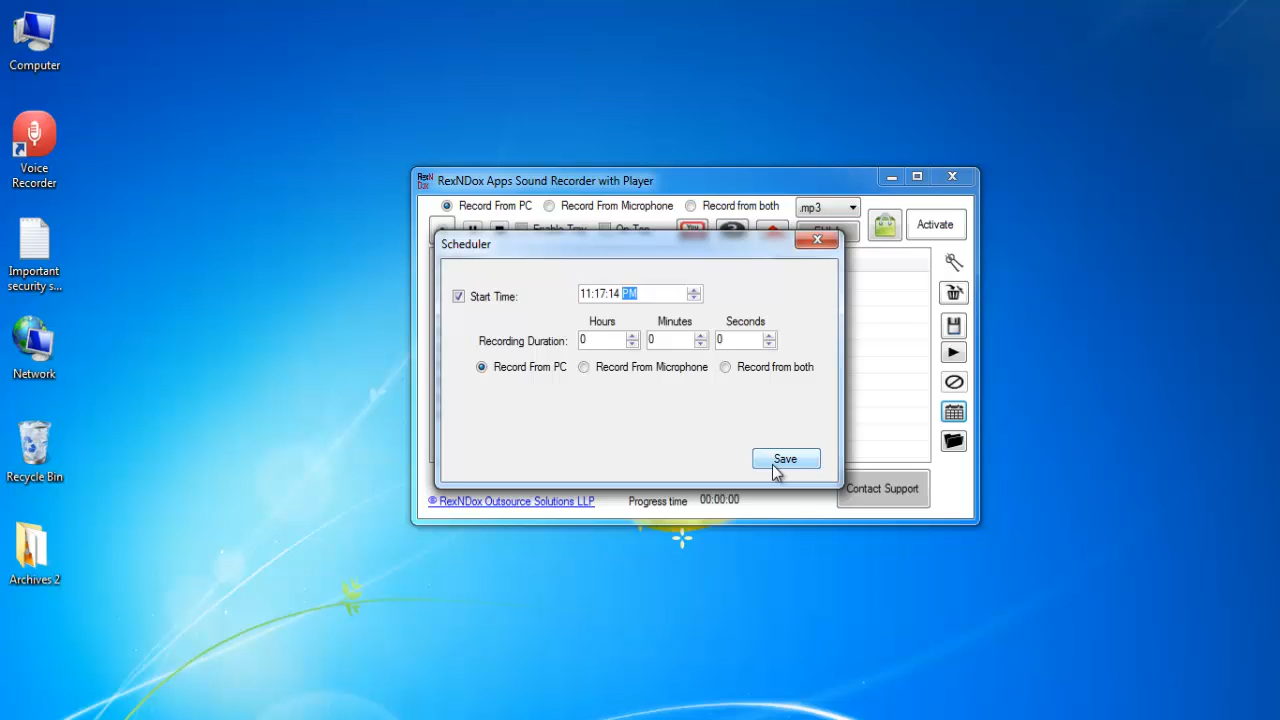 Computer
Voice
Recorder
Important
security s...
Network
Recycle Bin
Archives 2
RexNDox Apps Sound Recorder with Player
Record From PC Record From Microphone Record from both .mp3
Activate
Scheduler
Start Time: 11:17:14 PM
Hours Minutes Seconds
Recording Duration: 0 0 0
Record From PC Record From Microphone Record from both
Save
© RexNDox Outsource Solutions LLP Progress time 00:00:00 Contact Support